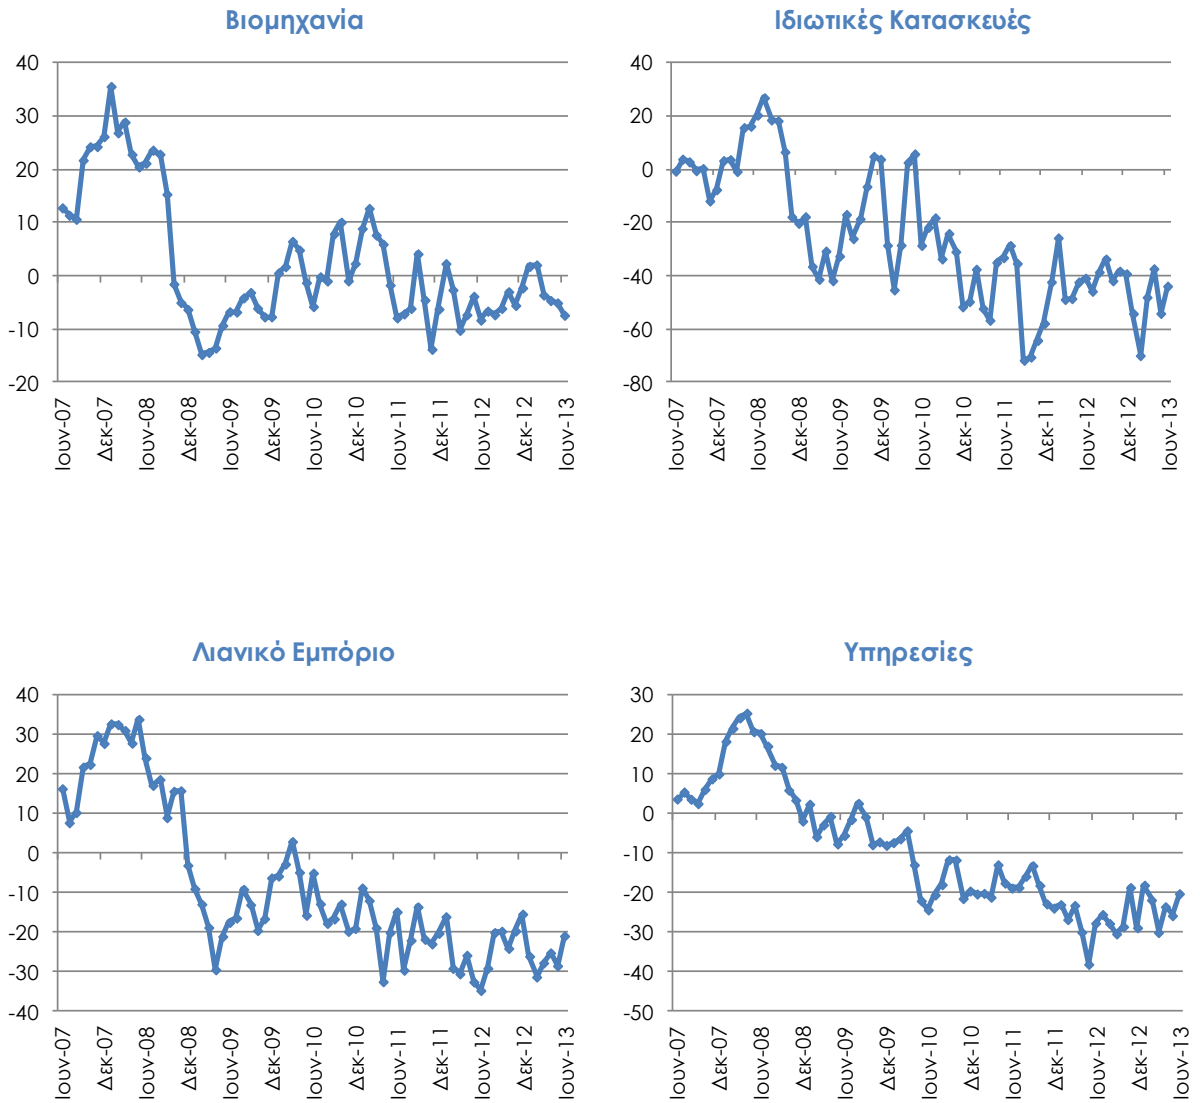 Βιομηχανία
40
30
20
10
0
-10
-20
Ιουν-07
Δεκ-07
Ιουν-08
Δεκ-08
Ιουν-09
Δεκ-09
Ιουν-10
Δεκ-10
Ιουν-11
Δεκ-11
Ιουν-12
Δεκ-12
Ιουν-13
Ιδιωτικές Κατασκευές
40
20
0
-20
-40
-60
-80
Ιουν-07
Δεκ-07
Ιουν-08
Δεκ-08
Ιουν-09
Δεκ-09
Ιουν-10
Δεκ-10
Ιουν-11
Δεκ-11
Ιουν-12
Δεκ-12
Ιουν-13
Λιανικό Εμπόριο
40
30
20
10
0
-10
-20
-30
-40
Ιουν-07
Δεκ-07
Ιουν-08
Δεκ-08
Ιουν-09
Δεκ-09
Ιουν-10
Δεκ-10
Ιουν-11
Δεκ-11
Ιουν-12
Δεκ-12
Ιουν-13
Υπηρεσίες
30
20
10
0
-10
-20
-30
-40
-50
Ιουν-07
Δεκ-07
Ιουν-08
Δεκ-08
Ιουν-09
Δεκ-09
Ιουν-10
Δεκ-10
Ιουν-11
Δεκ-11
Ιουν-12
Δεκ-12
Ιουν-13